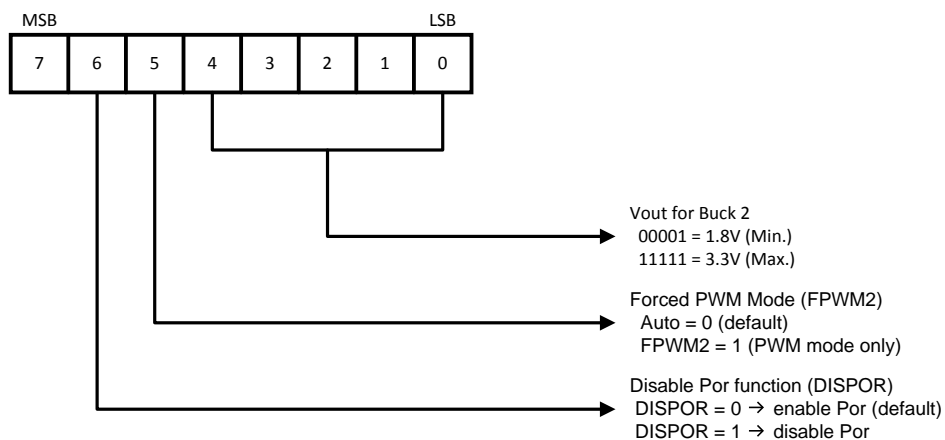 MSB LSB
7 6 5 4 3 2 1 0
Vout for Buck 2
00001 = 1.8V (Min.)
11111 = 3.3V (Max.)
Forced PWM Mode (FPWM2)
Auto = 0 (default)
FPWM2 = 1 (PWM mode only)
Disable Por function (DISPOR)
DISPOR = 0 → enable Por (default)
DISPOR = 1 → disable Por